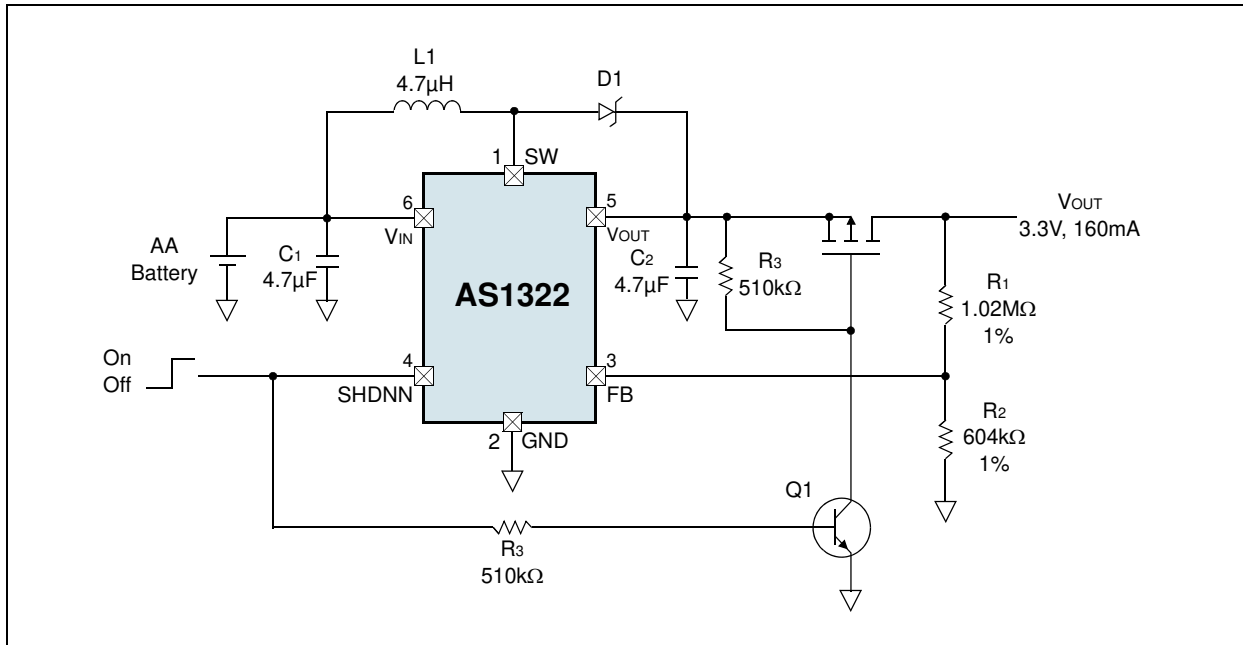 L1
4.7µH
D1
1 SW
6
VIN
5
VOUT
AA
Battery
C1
4.7µF
C2
4.7µF
R3
510kΩ
VOUT
3.3V, 160mA
AS1322
R1
1.02MΩ
1%
On
Off
4
SHDNN
3
FB
2 GND
R2
604kΩ
1%
Q1
R3
510kΩ